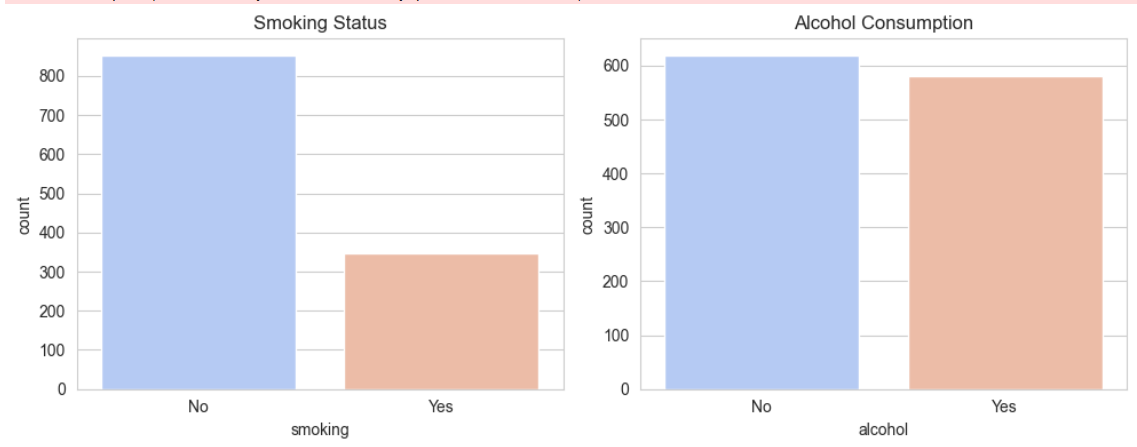 Smoking Status
800
700
600
500
400
300
200
100
0
count
No Yes
smoking
Alcohol Consumption
600
500
400
300
200
100
0
count
No Yes
alcohol